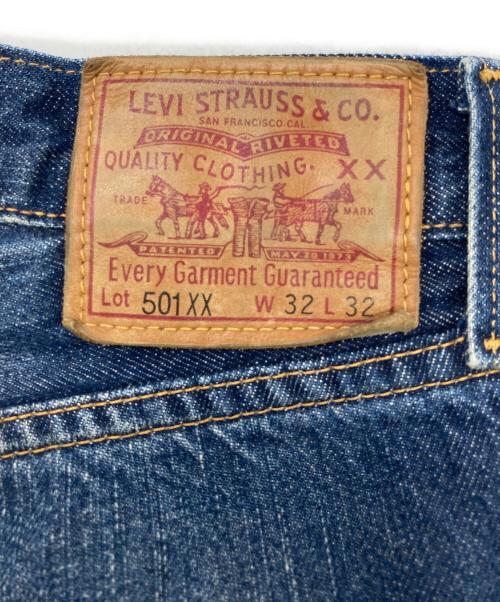 LEVI STRAUSS & CO.
SAN FRANCISCO CAL.
ORIGINAL RIVETED
QUALITY CLOTHING. XX
TRADE MARK
PATENTED MAY 20 1873
Every Garment Guaranteed
Lot 501XX W 32 L 32